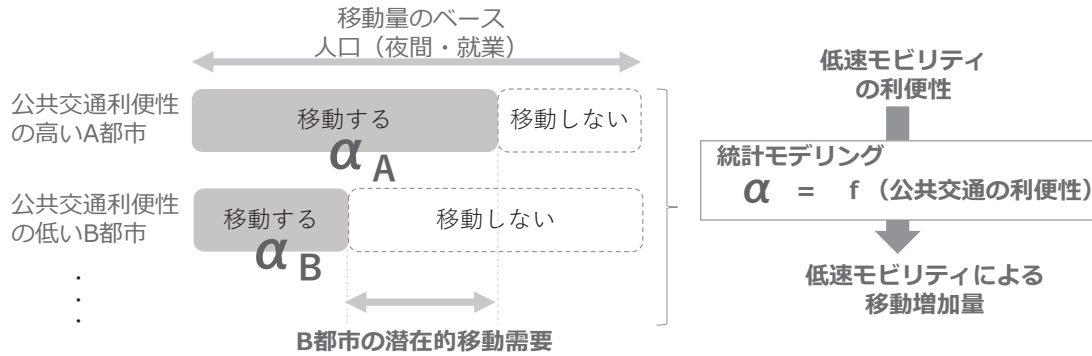 移動量のベース
人口（夜間・就業）
公共交通利便性
の高いA都市
移動する
移動しない
α A
公共交通利便性
の低いB都市
移動する
移動しない
α B
・
・
・
B都市の潜在的移動需要
低速モビリティ
の利便性
統計モデリング
α = f（公共交通の利便性）
低速モビリティによる
移動増加量